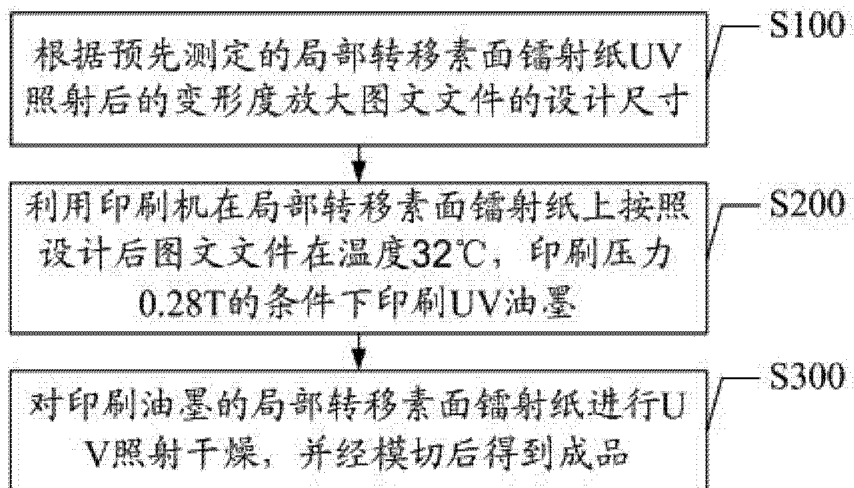 根据预先测定的局部转移素面镭射纸UV
照射后的变形度放大图文文件的设计尺寸
S100
利用印刷机在局部转移素面镭射纸上按照
设计后图文文件在温度32℃，印刷压力
0.28T的条件下印刷UV油墨
S200
对印刷油墨的局部转移素面镭射纸进行U
V照射干燥，并经模切后得到成品
S300